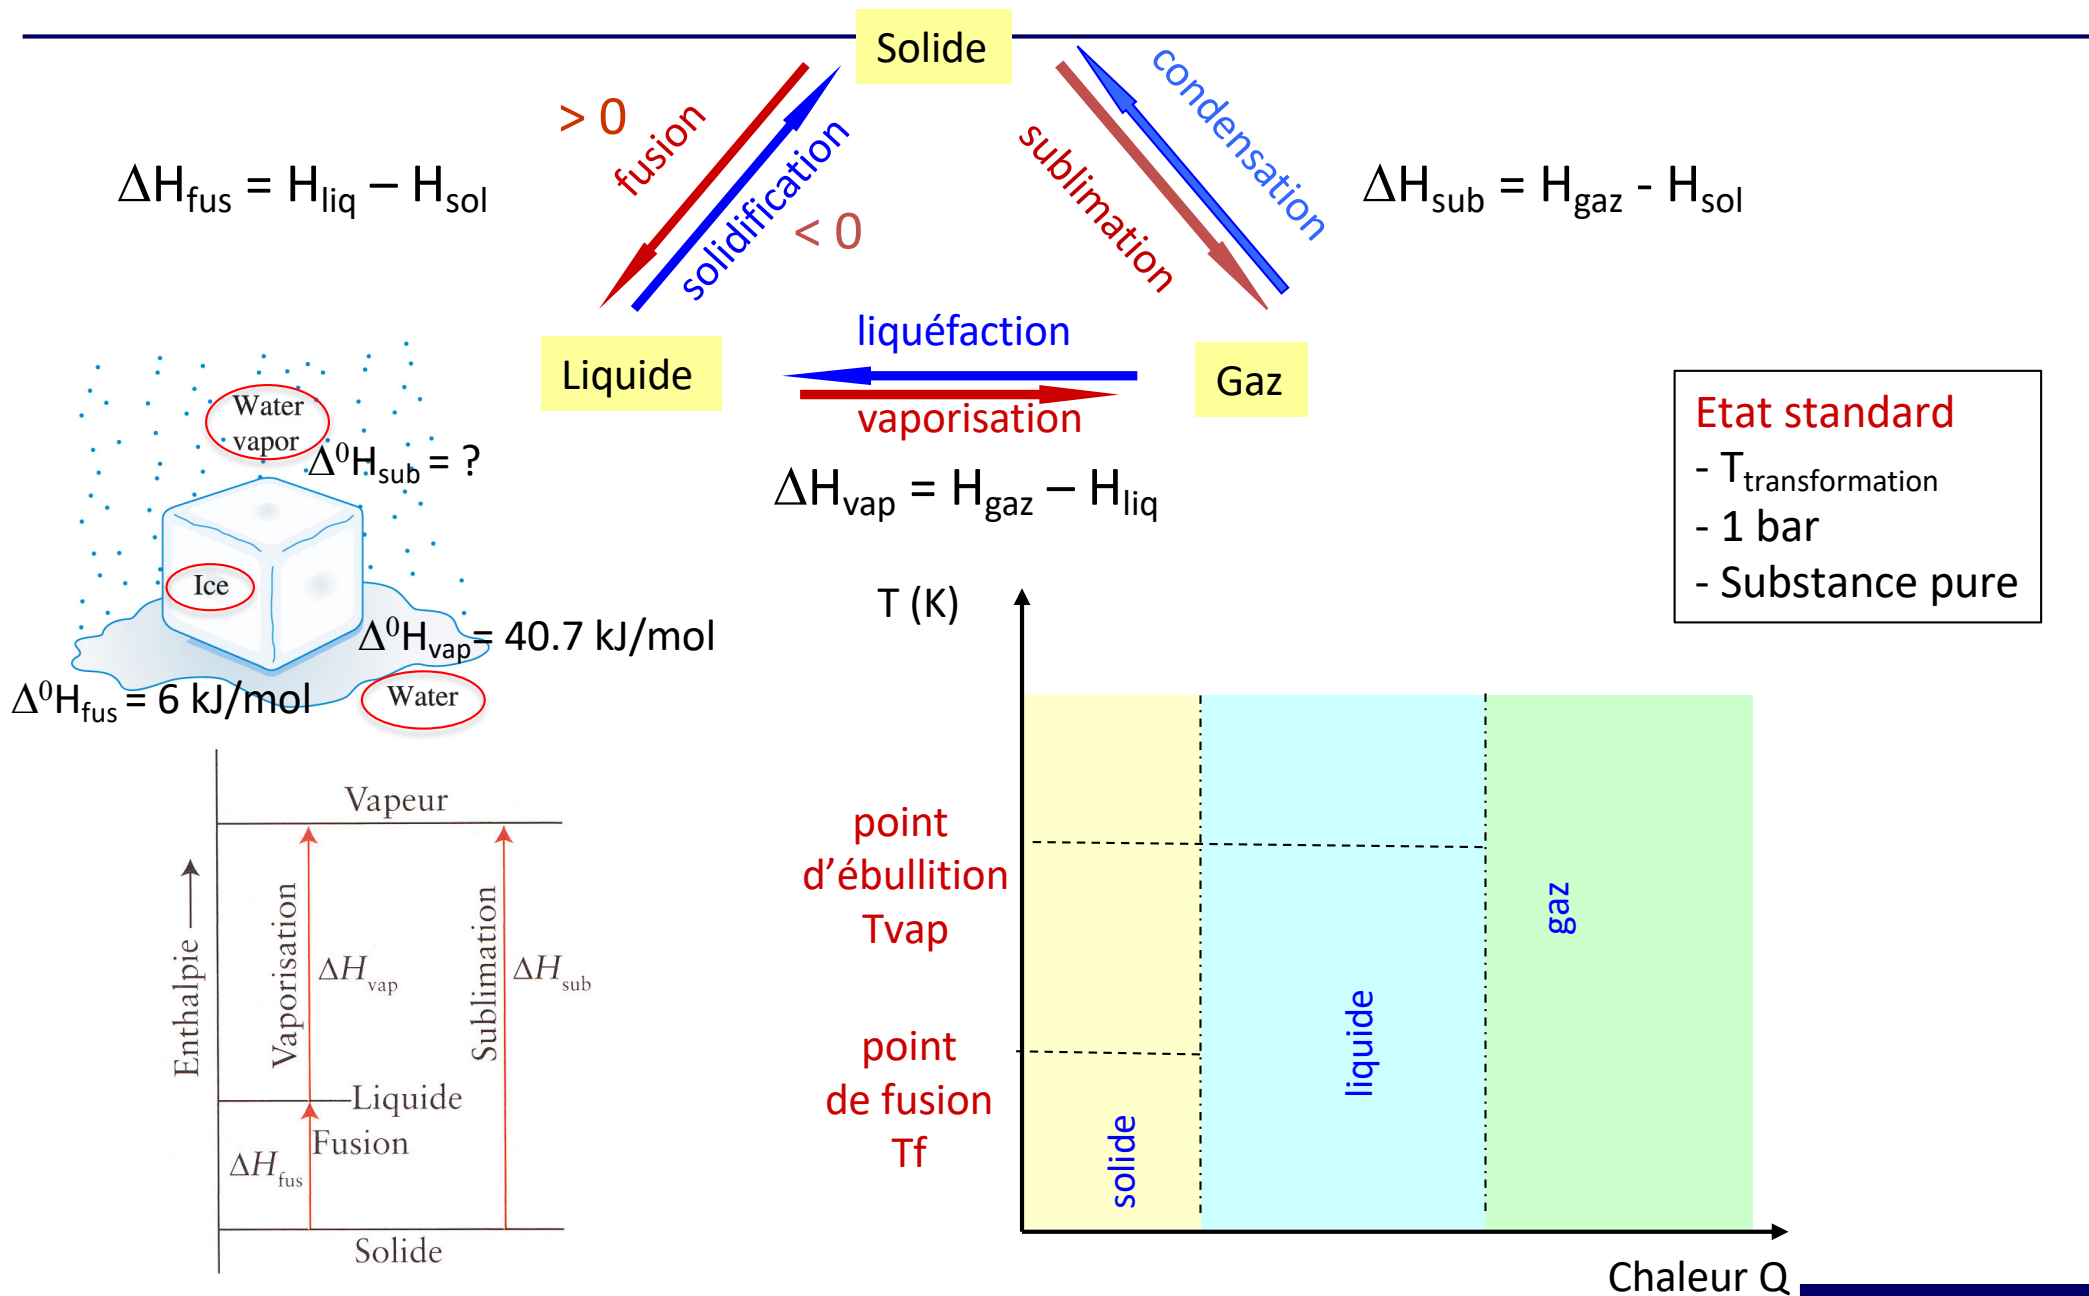 Solide
> 0
fusion
solidification
< 0
condensation
sublimation
ΔHfus = Hliq – Hsol
ΔHsub = Hgaz - Hsol
Liquide
liquéfaction
vaporisation
Gaz
ΔHvap = Hgaz – Hliq
Etat standard
- Ttransformation
- 1 bar
- Substance pure
Water
vapor
Δ⁰Hsub = ?
Ice
Δ⁰Hvap = 40.7 kJ/mol
Δ⁰Hfus = 6 kJ/mol
Water
Vapeur
Enthalpie
Vaporisation
ΔHvap
Sublimation
ΔHsub
Liquide
Fusion
ΔHfus
Solide
T (K)
point
d’ébullition
Tvap
point
de fusion
Tf
solide
liquide
gaz
Chaleur Q